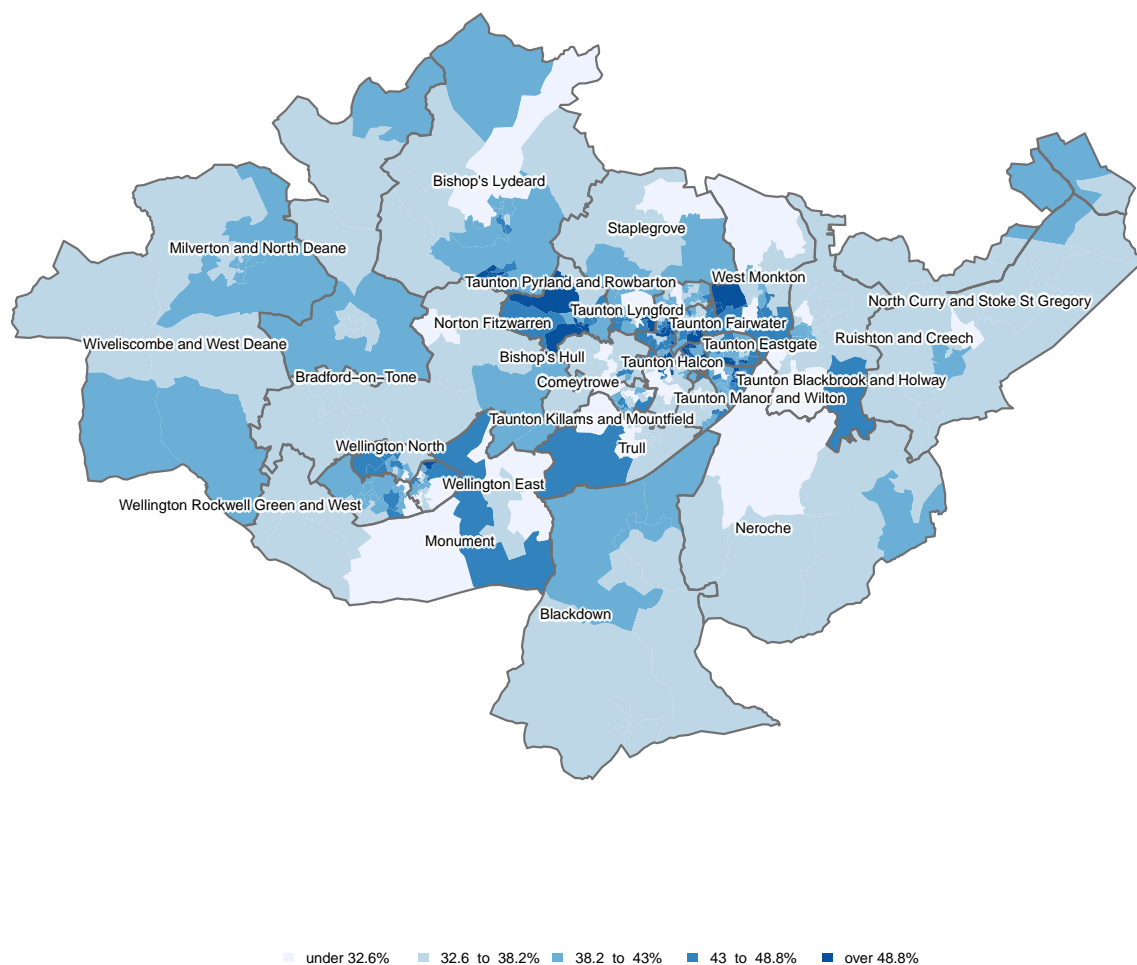 Bishop's Lydeard
Staplegrove
Milverton and North Deane
West Monkton
Taunton Pyrland and Rowbarton
North Curry and Stoke St Gregory
Taunton Lyngford
Norton Fitzwarren
Taunton Fairwater
Ruishton and Creech
Wiveliscombe and West Deane
Taunton Eastgate
Bishop's Hull
Taunton Halcon
Bradford−on−Tone
Comeytrowe
Taunton Blackbrook and Holway
Taunton Manor and Wilton
Taunton Killams and Mountfield
Wellington North
Trull
Wellington East
Wellington Rockwell Green and West
Neroche
Monument
Blackdown
under 32.6% 32.6 to 38.2% 38.2 to 43% 43 to 48.8% over 48.8%